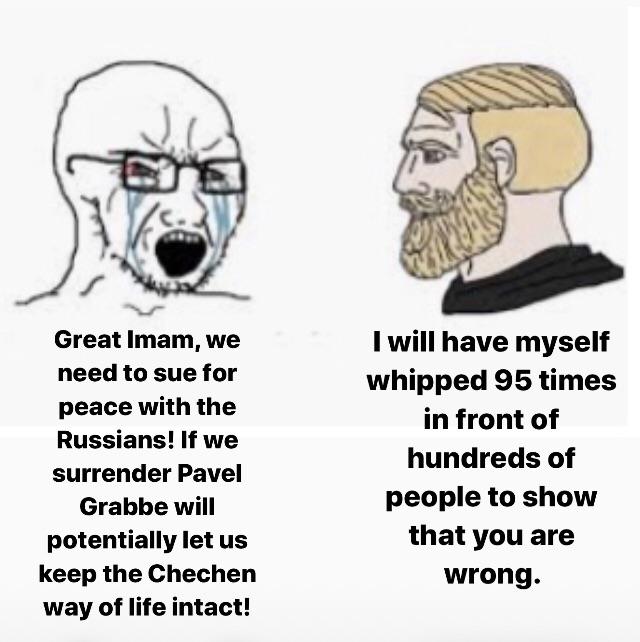 Great Imam, we
need to sue for
peace with the
Russians! If we
surrender Pavel
Grabbe will
potentially let us
keep the Chechen
way of life intact!
I will have myself
whipped 95 times
in front of
hundreds of
people to show
that you are
wrong.